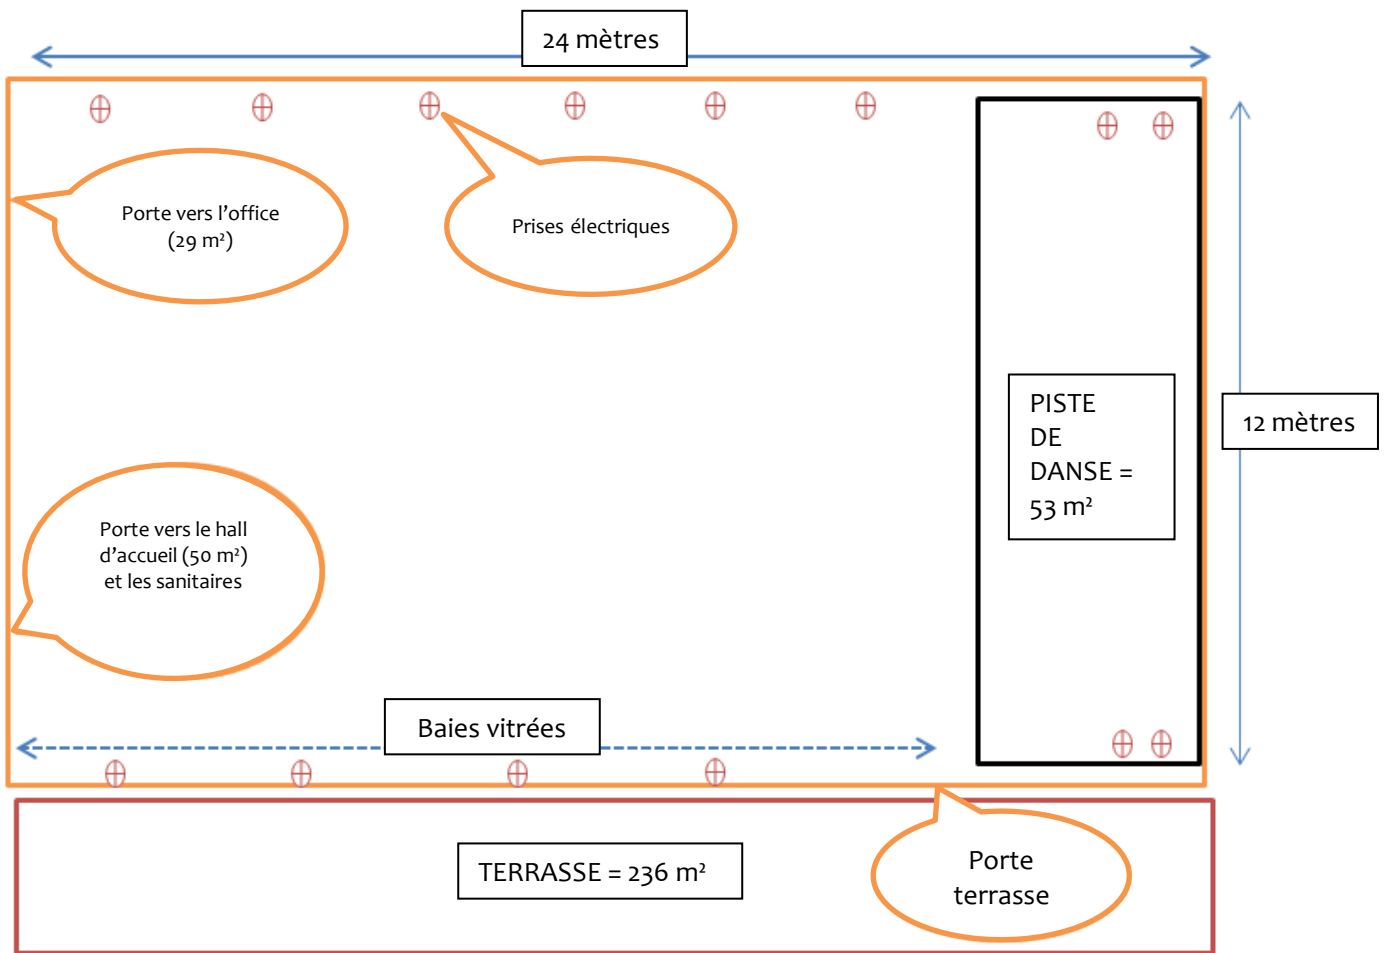 24 mètres
Porte vers l’office
(29 m²)
Prises électriques
PISTE
DE
DANSE =
53 m²
12 mètres
Porte vers le hall
d’accueil (50 m²)
et les sanitaires
Baies vitrées
TERRASSE = 236 m²
Porte
terrasse